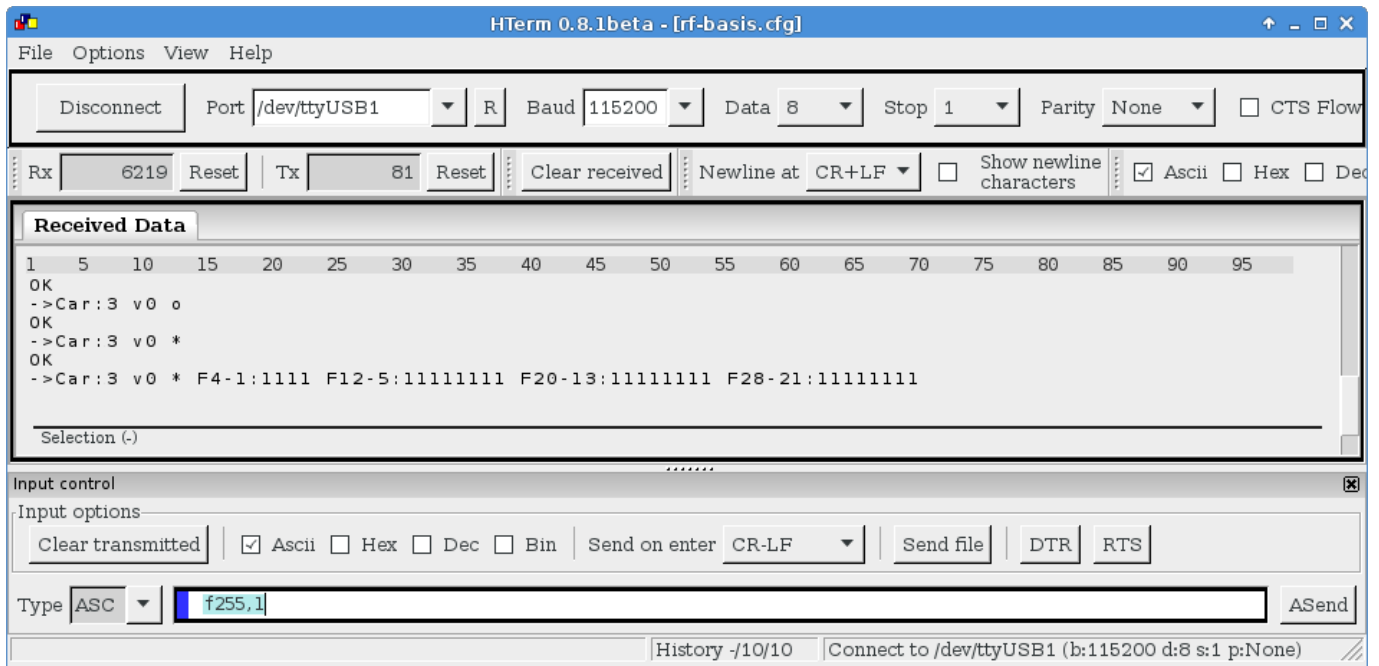 HTerm 0.8.1beta - [rf-basis.cfg]
File Options View Help
Disconnect Port /dev/ttyUSB1 R Baud 115200 Data 8 Stop 1 Parity None CTS Flow
Rx 6219 Reset Tx 81 Reset Clear received Newline at CR+LF Show newline characters Ascii Hex Dec
Received Data
1 5 10 15 20 25 30 35 40 45 50 55 60 65 70 75 80 85 90 95
OK
->Car:3 v0 o
OK
->Car:3 v0 *
OK
->Car:3 v0 * F4-1:1111 F12-5:11111111 F20-13:11111111 F28-21:11111111
Selection (-)
Input control
Input options
Clear transmitted Ascii Hex Dec Bin Send on enter CR-LF Send file DTR RTS
Type ASC f255,1 ASend
History -/10/10 Connect to /dev/ttyUSB1 (b:115200 d:8 s:1 p:None)